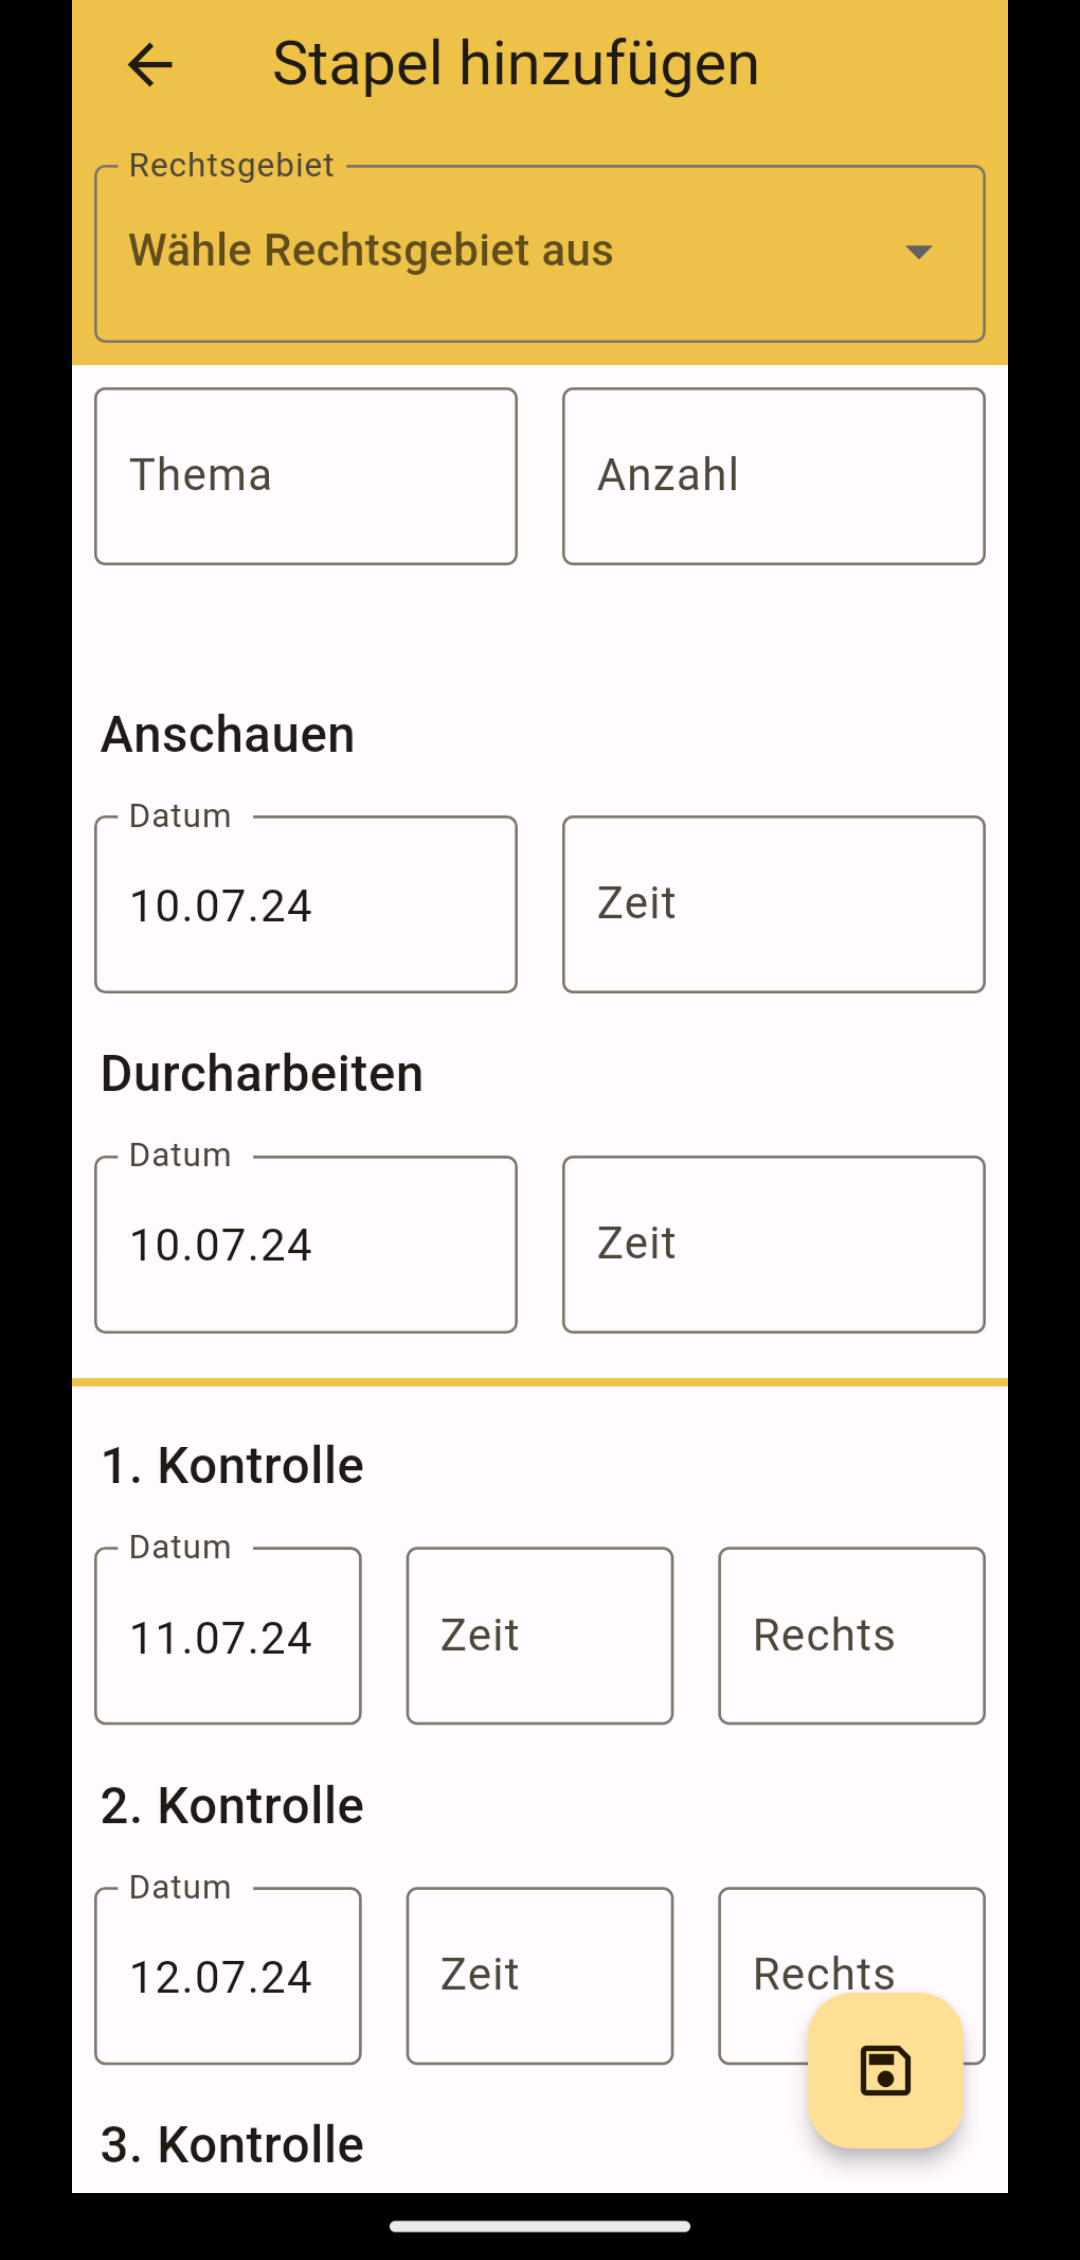 Stapel hinzufügen
Rechtsgebiet
Wähle Rechtsgebiet aus
Thema Anzahl
Anschauen
Datum
10.07.24 Zeit
Durcharbeiten
Datum
10.07.24 Zeit
1. Kontrolle
Datum
11.07.24 Zeit Rechts
2. Kontrolle
Datum
12.07.24 Zeit Rechts
3. Kontrolle